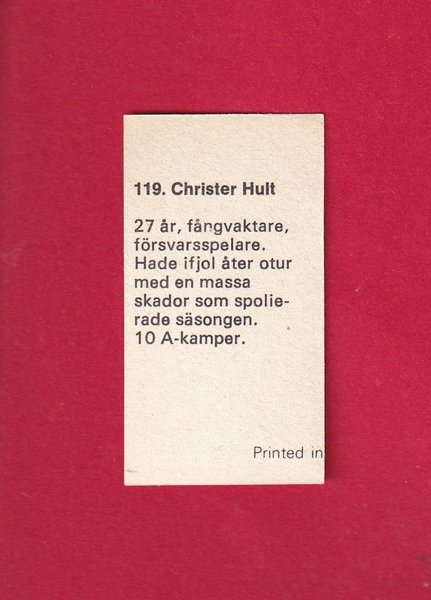 119. Christer Hult
27 år, fångvaktare,
försvarsspelare.
Hade ifjol åter otur
med en massa
skador som spolie-
rade säsongen.
10 A-kamper.
Printed in